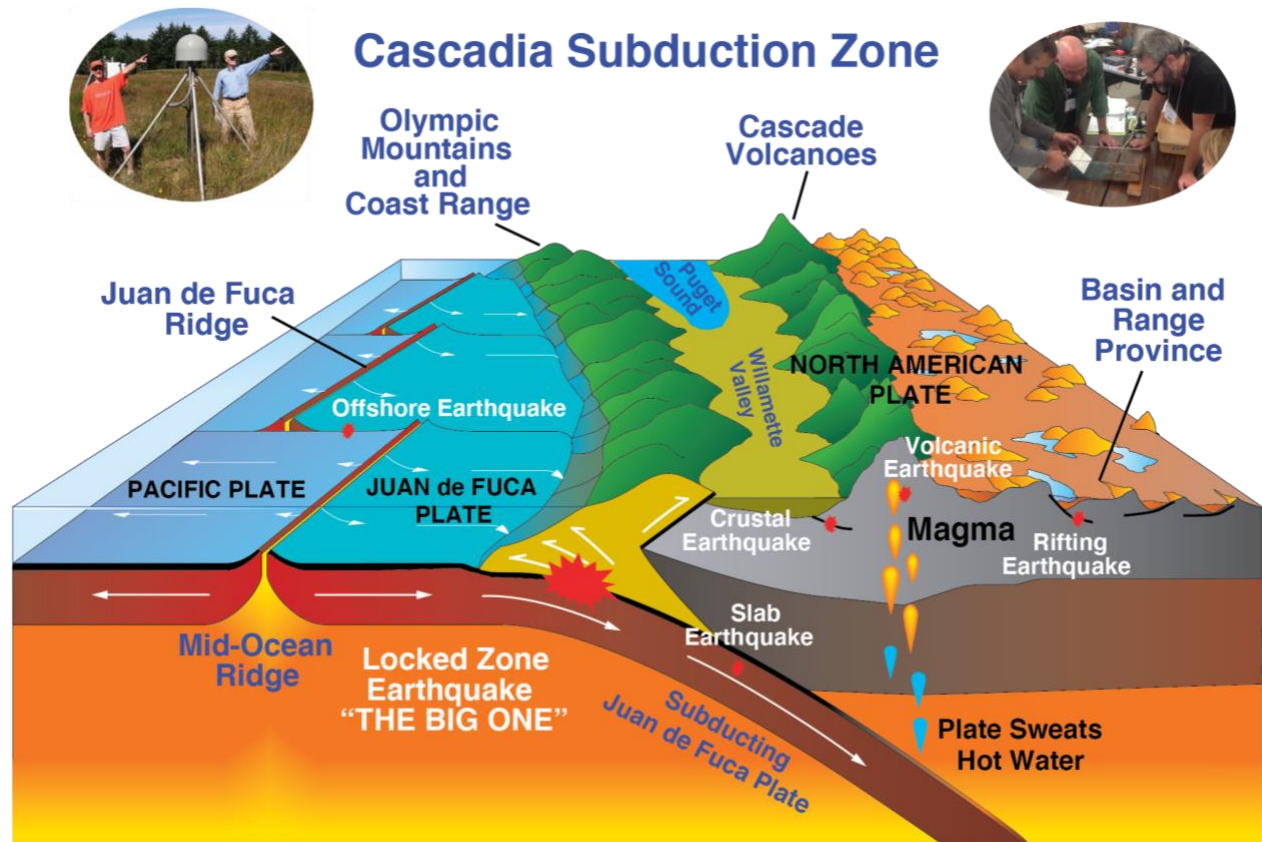 Cascadia Subduction Zone
Olympic
Mountains
and
Coast Range
Cascade
Volcanoes
Juan de Fuca
Ridge
Basin and
Range
Province
Puget
Sound
Willamette
Valley
NORTH AMERICAN
PLATE
Offshore Earthquake
PACIFIC PLATE
JUAN de FUCA
PLATE
Volcanic
Earthquake
Crustal
Earthquake
Magma
Rifting
Earthquake
Slab
Earthquake
Mid-Ocean
Ridge
Locked Zone
Earthquake
“THE BIG ONE”
Subducting
Juan de Fuca Plate
Plate Sweats
Hot Water